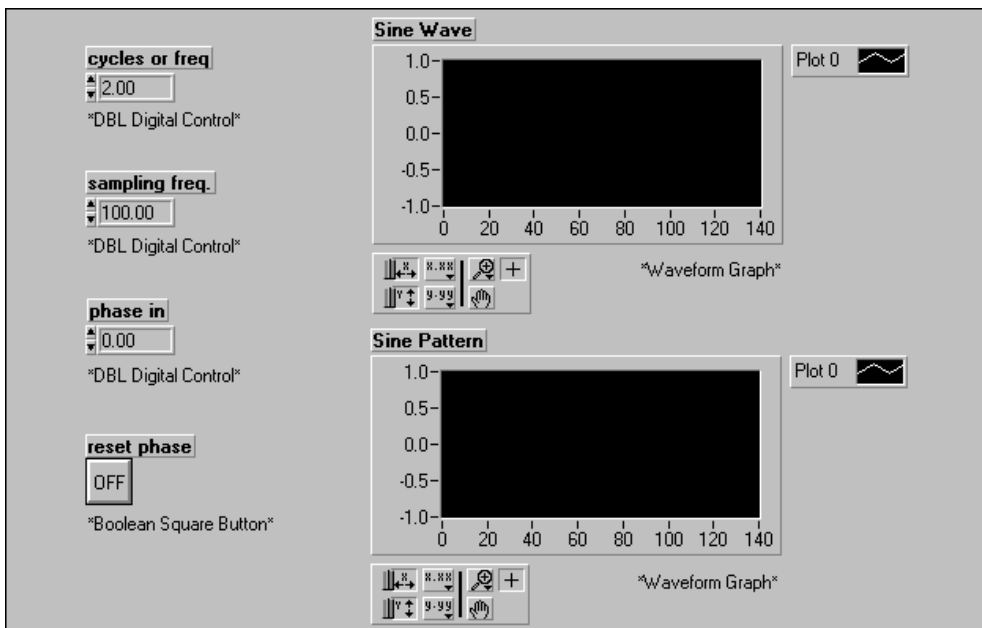 cycles or freq
2.00
*DBL Digital Control*
sampling freq.
100.00
*DBL Digital Control*
phase in
0.00
*DBL Digital Control*
reset phase
OFF
*Boolean Square Button*
Sine Wave
1.0
0.5
0.0
-0.5
-1.0
0 20 40 60 80 100 120 140
Plot 0
x.xx
y.yy
*Waveform Graph*
Sine Pattern
1.0
0.5
0.0
-0.5
-1.0
0 20 40 60 80 100 120 140
Plot 0
x.xx
y.yy
*Waveform Graph*